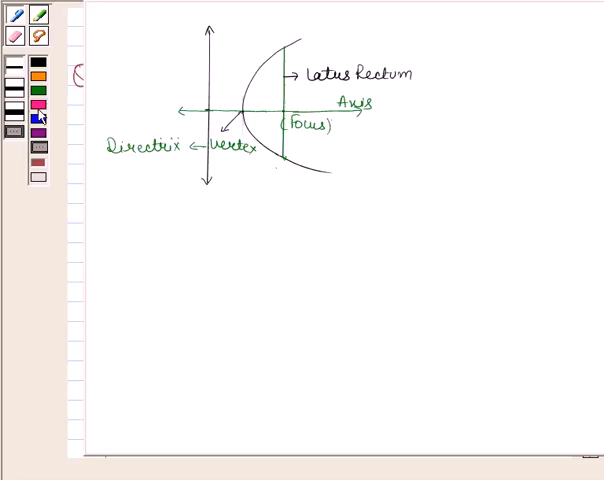 Latus Rectum
Axis
(Focus)
Directrix
Vertex